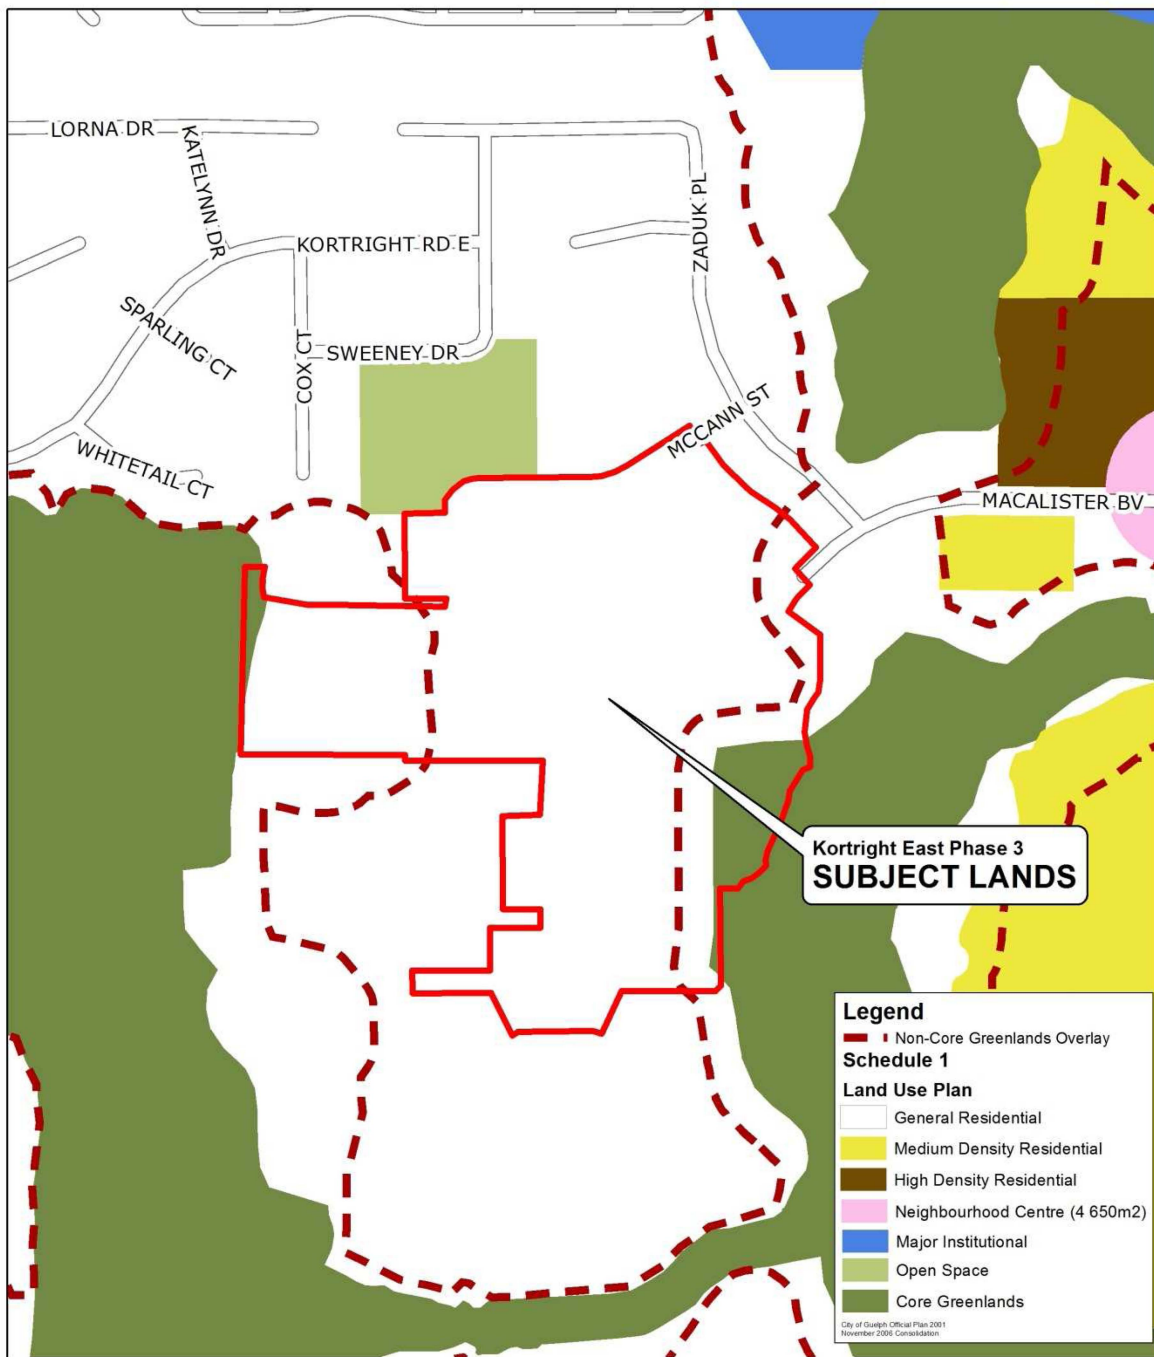 LORNA DR
KATELYNN DR
ZADUK PL
KORTRIGHT RD E
SPARLING CT
COX CT
SWEENEY DR
MCCANN ST
WHITETAIL CT
MACALISTER BV
Kortright East Phase 3
SUBJECT LANDS
Legend
Non-Core Greenlands Overlay
Schedule 1
Land Use Plan
General Residential
Medium Density Residential
High Density Residential
Neighbourhood Centre (4 650m2)
Major Institutional
Open Space
Core Greenlands
City of Guelph Official Plan 2001
November 2006 Consolidation